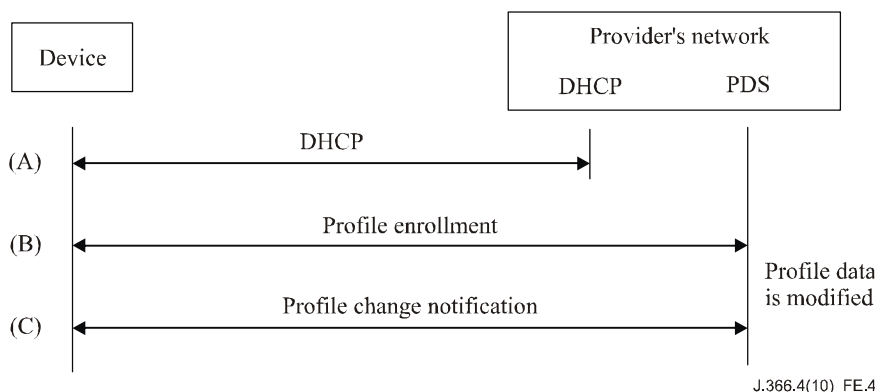 Device
Provider's network
DHCP PDS
DHCP
(A)
Profile enrollment
(B)
Profile data
is modified
Profile change notification
(C)
J.366.4(10)_FE.4